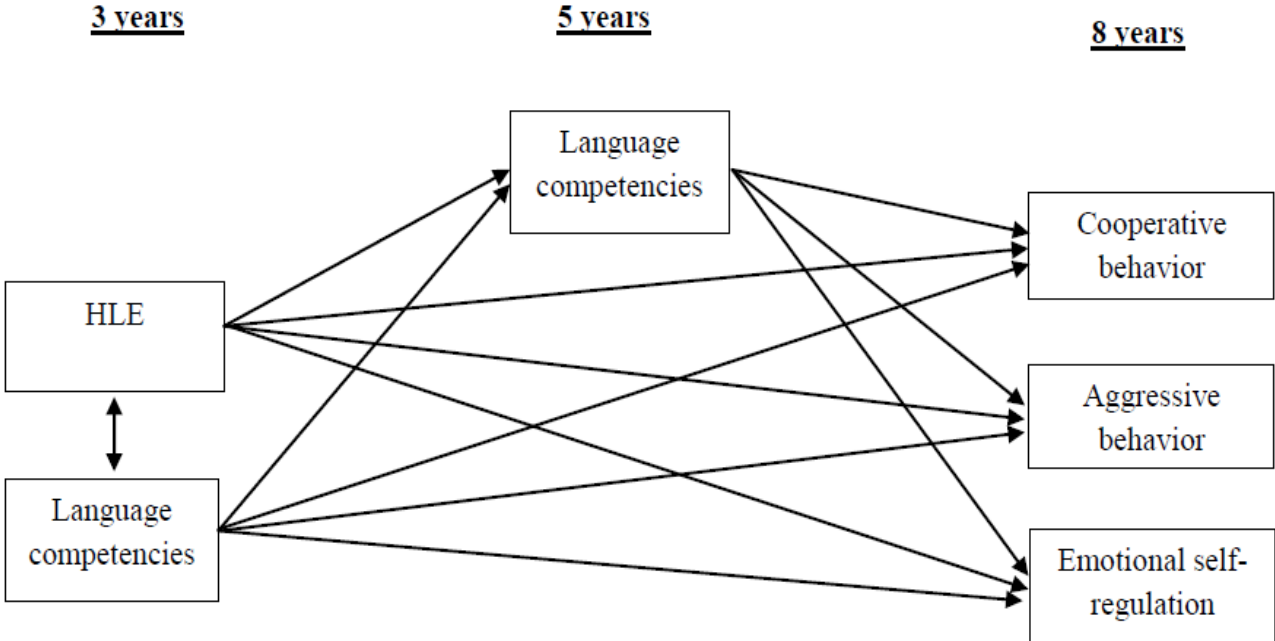 3 years
5 years
8 years
Language
competencies
Cooperative
behavior
HLE
Aggressive
behavior
Language
competencies
Emotional self-
regulation